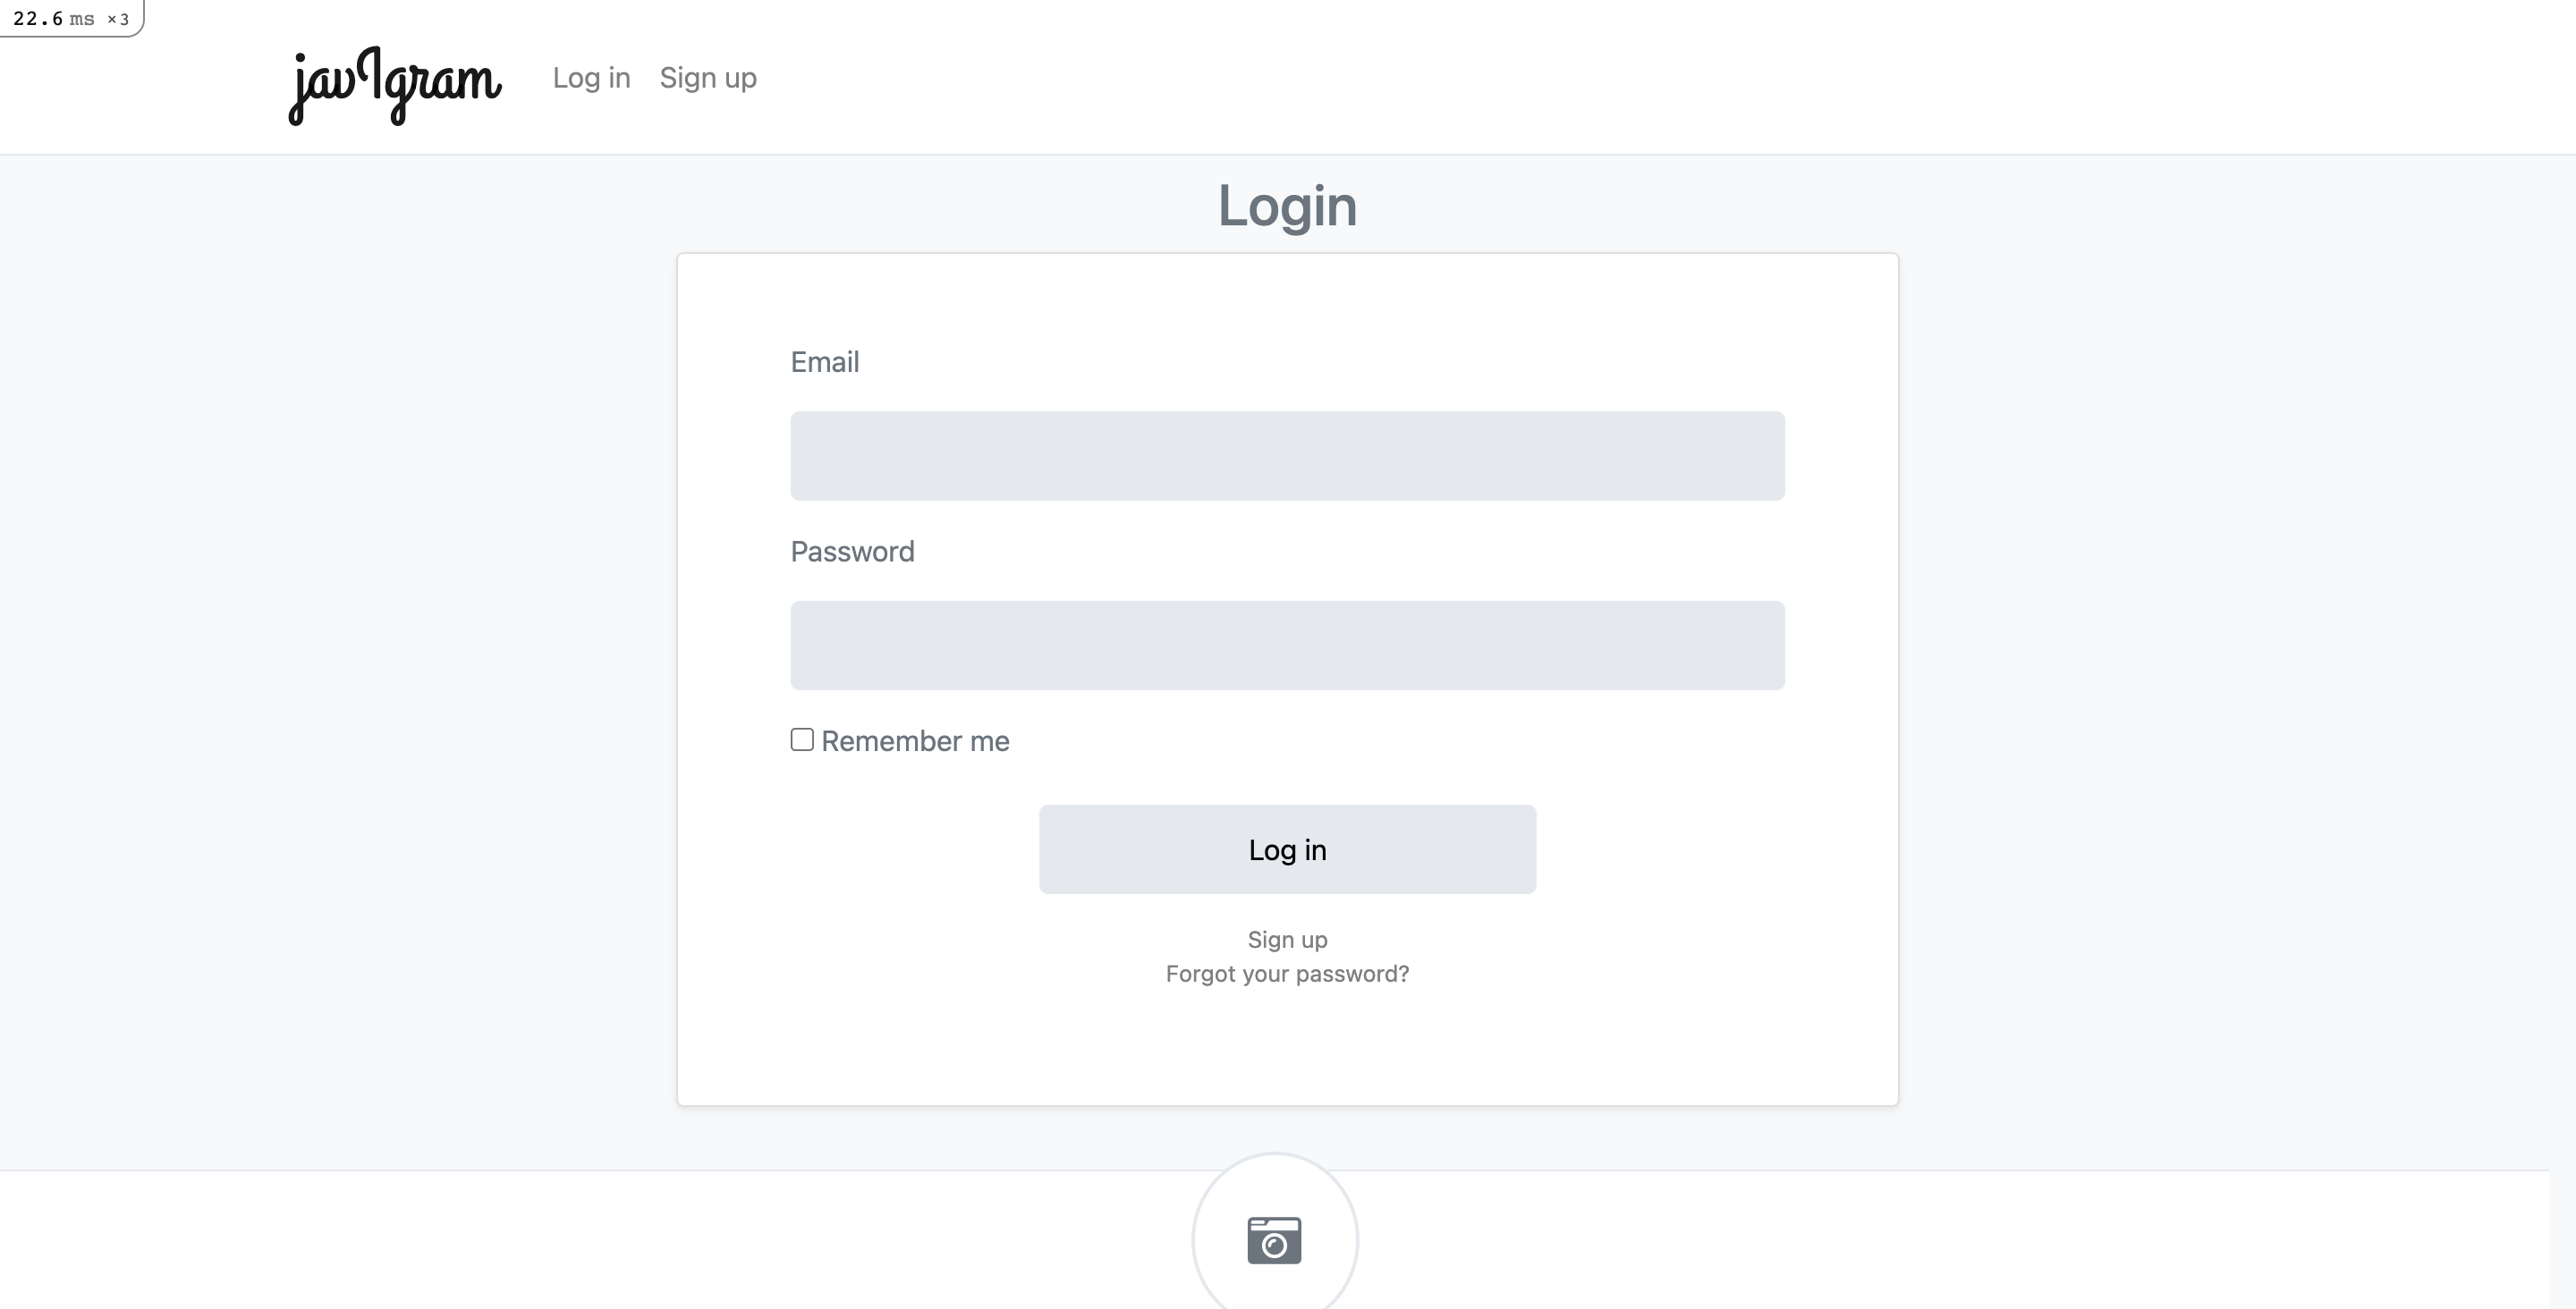 22.6 ms ×3
javIgram Log in Sign up
Login
Email
Password
Remember me
Log in
Sign up
Forgot your password?